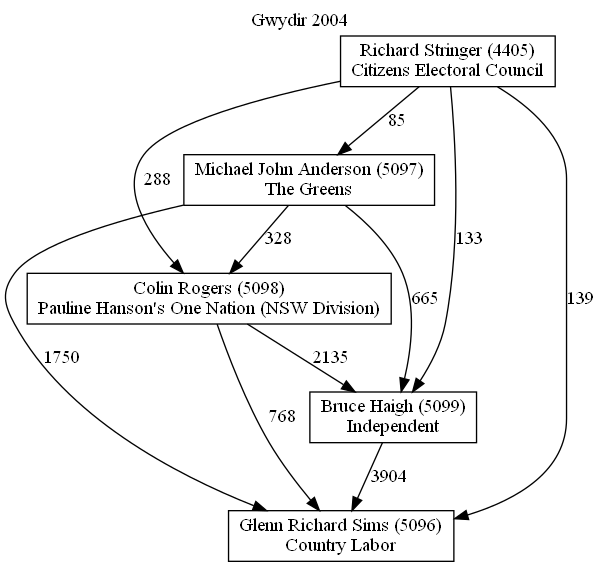 Gwydir 2004
Richard Stringer (4405)
Citizens Electoral Council
85
Michael John Anderson (5097)
The Greens
288
328
133
Colin Rogers (5098)
Pauline Hanson's One Nation (NSW Division)
665
139
1750
2135
Bruce Haigh (5099)
Independent
768
3904
Glenn Richard Sims (5096)
Country Labor